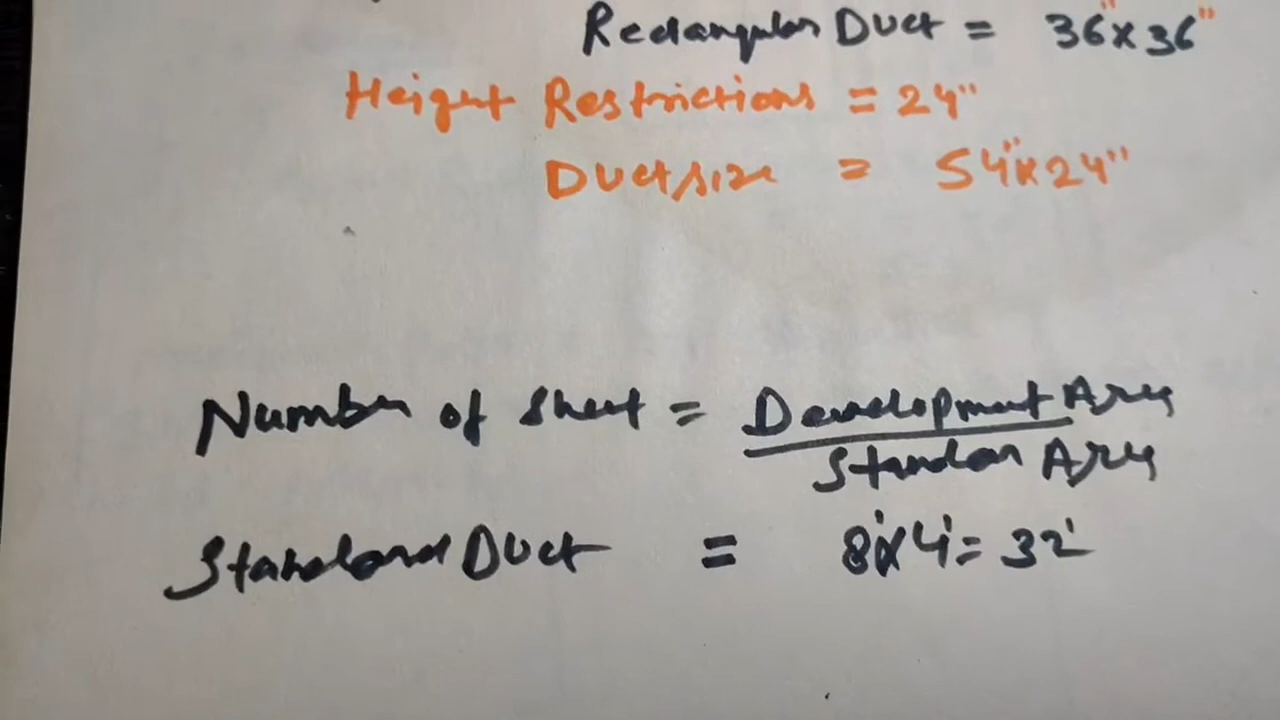 Rectangular Duct = 36"x36"
Height Restrictions = 24"
Duct size = 54"x24"
Number of Sheet = Development Area
Standar Area
Standard Duct = 8'x4'=32'